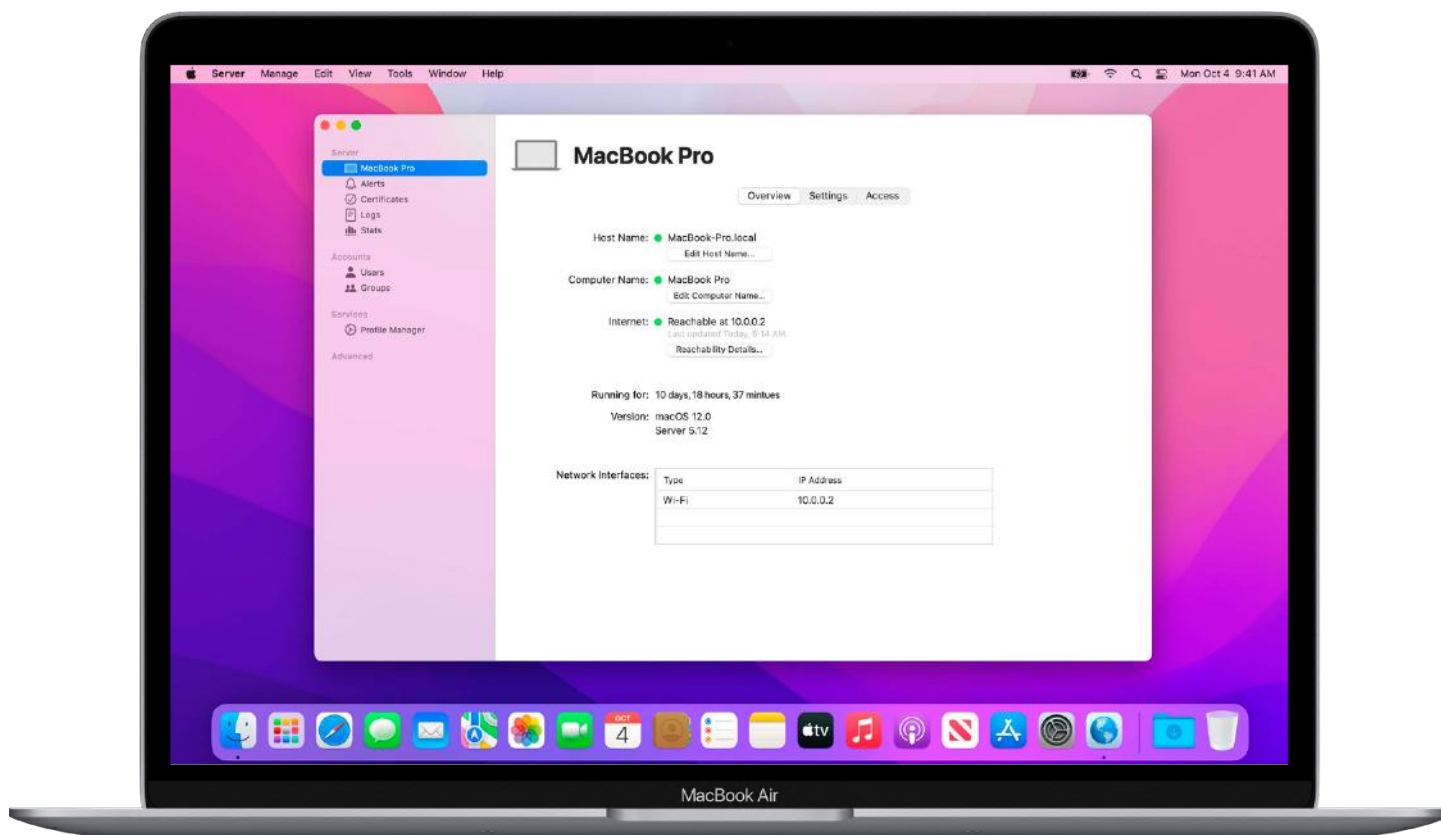 Server Manage Edit View Tools Window Help Mon Oct 4 9:41 AM
Server
MacBook Pro
Alerts
Certificates
Logs
Stats
Accounts
Users
Groups
Services
Profile Manager
Advanced
MacBook Pro
Overview Settings Access
Host Name: MacBook-Pro.local
Edit Host Name...
Computer Name: MacBook Pro
Edit Computer Name...
Internet: Reachable at 10.0.0.2
Last updated Today, 9:14 AM.
Reachability Details...
Running for: 10 days, 18 hours, 37 mintues
Version: macOS 12.0
Server 5.12
Network Interfaces:
Type IP Address
Wi-Fi 10.0.0.2
OCT
4
tv
MacBook Air